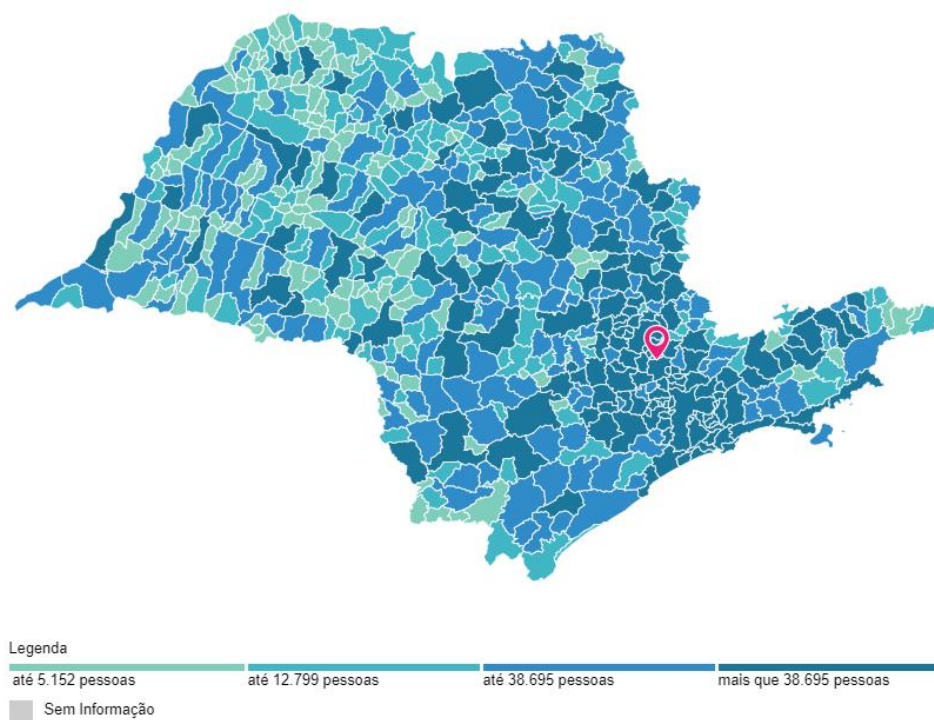 Legenda
até 5.152 pessoas
até 12.799 pessoas
até 38.695 pessoas
mais que 38.695 pessoas
Sem Informação